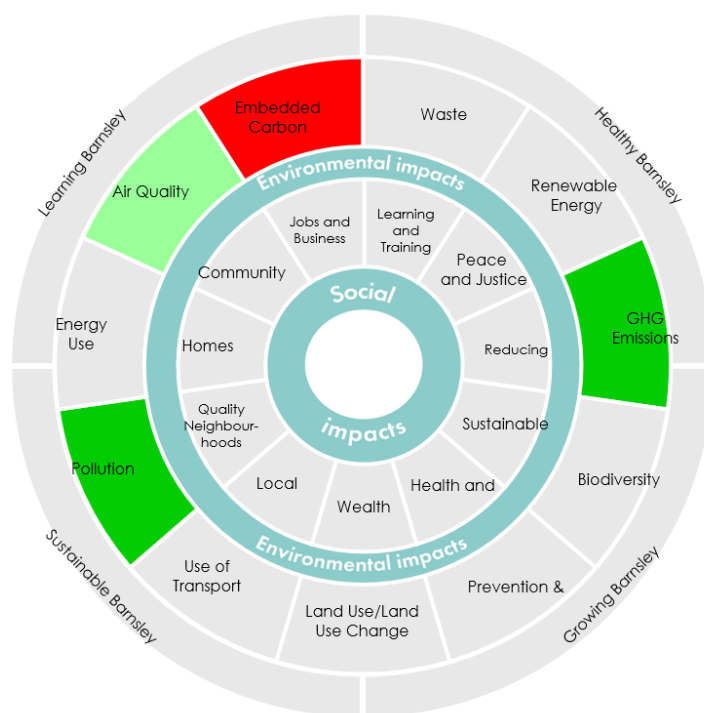 Learning Barnsley
Healthy Barnsley
Growing Barnsley
Sustainable Barnsley
Environmental impacts
Waste
Renewable
Energy
GHG
Emissions
Biodiversity
Prevention &
Land Use/Land
Use Change
Use of
Transport
Pollution
Energy
Use
Air Quality
Embedded
Carbon
Environmental impacts
Social
impacts
Learning
and
Training
Peace
and Justice
Reducing
Sustainable
Health and
Wealth
Local
Quality
Neighbour-
hoods
Homes
Community
Jobs and
Business